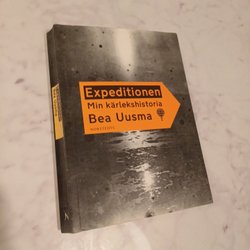 Expeditionen
Min kärlekshistoria
Bea Uusma
NORSTEDTS